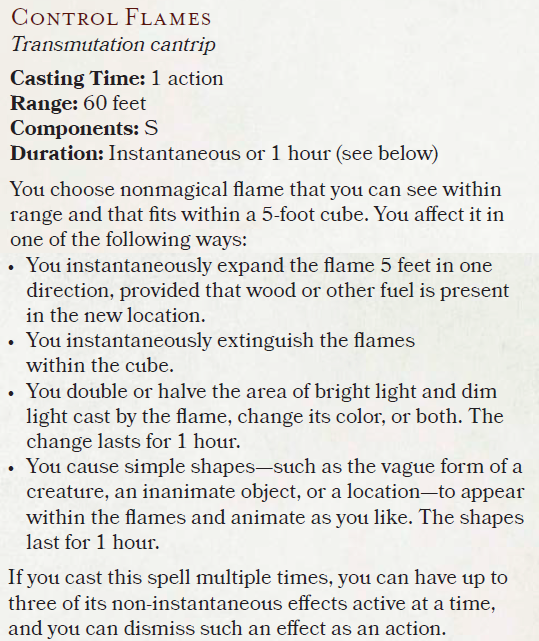 CONTROL FLAMES
Transmutation cantrip
Casting Time: 1 action
Range: 60 feet
Components: S
Duration: Instantaneous or 1 hour (see below)
You choose nonmagical flame that you can see within
range and that fits within a 5-foot cube. You affect it in
one of the following ways:
• You instantaneously expand the flame 5 feet in one
direction, provided that wood or other fuel is present
in the new location.
• You instantaneously extinguish the flames
within the cube.
• You double or halve the area of bright light and dim
light cast by the flame, change its color, or both. The
change lasts for 1 hour.
• You cause simple shapes—such as the vague form of a
creature, an inanimate object, or a location—to appear
within the flames and animate as you like. The shapes
last for 1 hour.
If you cast this spell multiple times, you can have up to
three of its non-instantaneous effects active at a time,
and you can dismiss such an effect as an action.